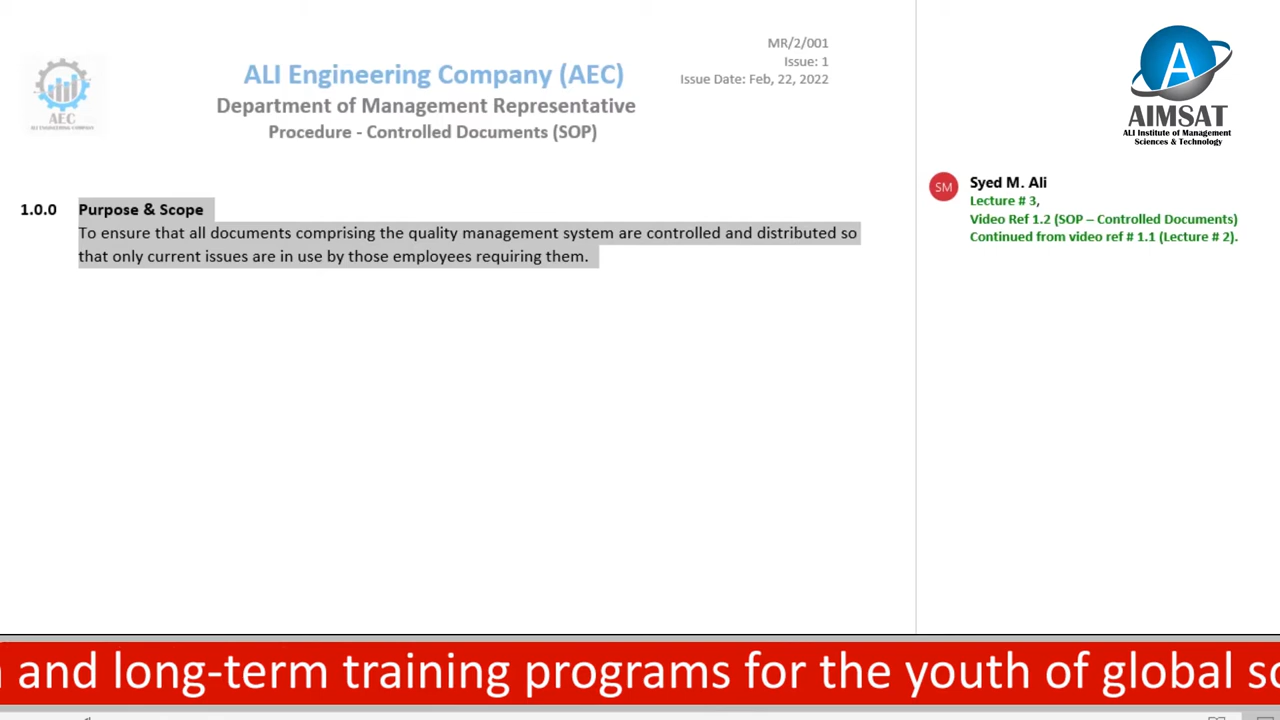 MR/2/001
Issue: 1
Issue Date: Feb, 22, 2022
ALI Engineering Company (AEC)
Department of Management Representative
Procedure - Controlled Documents (SOP)
AEC
ALI ENGINEERING COMPANY
A
AIMSAT
ALI Institute of Management
Sciences & Technology
1.0.0 Purpose & Scope
To ensure that all documents comprising the quality management system are controlled and distributed so
that only current issues are in use by those employees requiring them.
SM Syed M. Ali
Lecture # 3,
Video Ref 1.2 (SOP – Controlled Documents)
Continued from video ref # 1.1 (Lecture # 2).
and long-term training programs for the youth of global